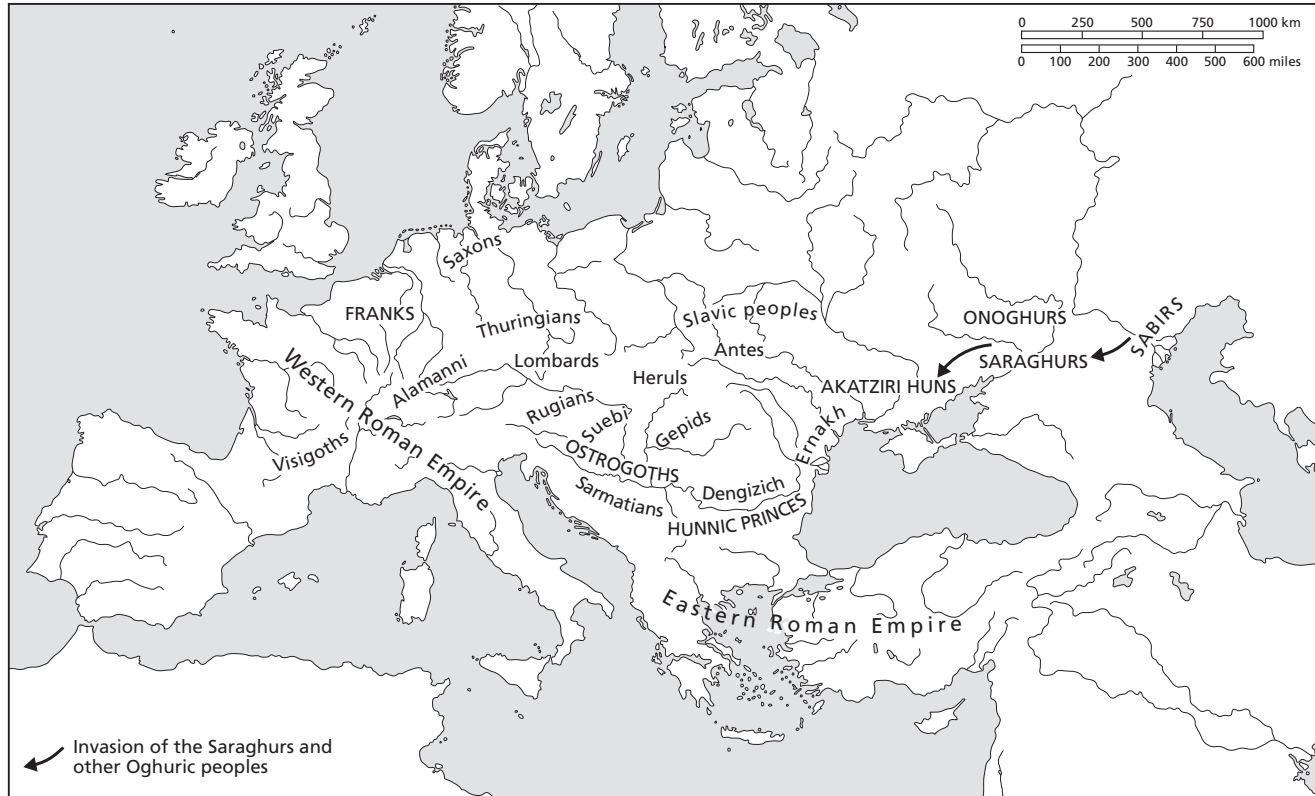 0 250 500 750 1000 km
0 100 200 300 400 500 600 miles
Saxons
FRANKS
Thuringians
Slavic peoples
ONOGHURS
SABIRS
Western Roman Empire
Alamanni
Lombards
Antes
SARAGHURS
Heruls
AKATZIRI HUNS
Rugians
Suebi
Gepids
Ernakh
Visigoths
OSTROGOTHS
Sarmatians
Dengizich
HUNNIC PRINCES
Eastern Roman Empire
Invasion of the Saraghurs and
other Oghuric peoples